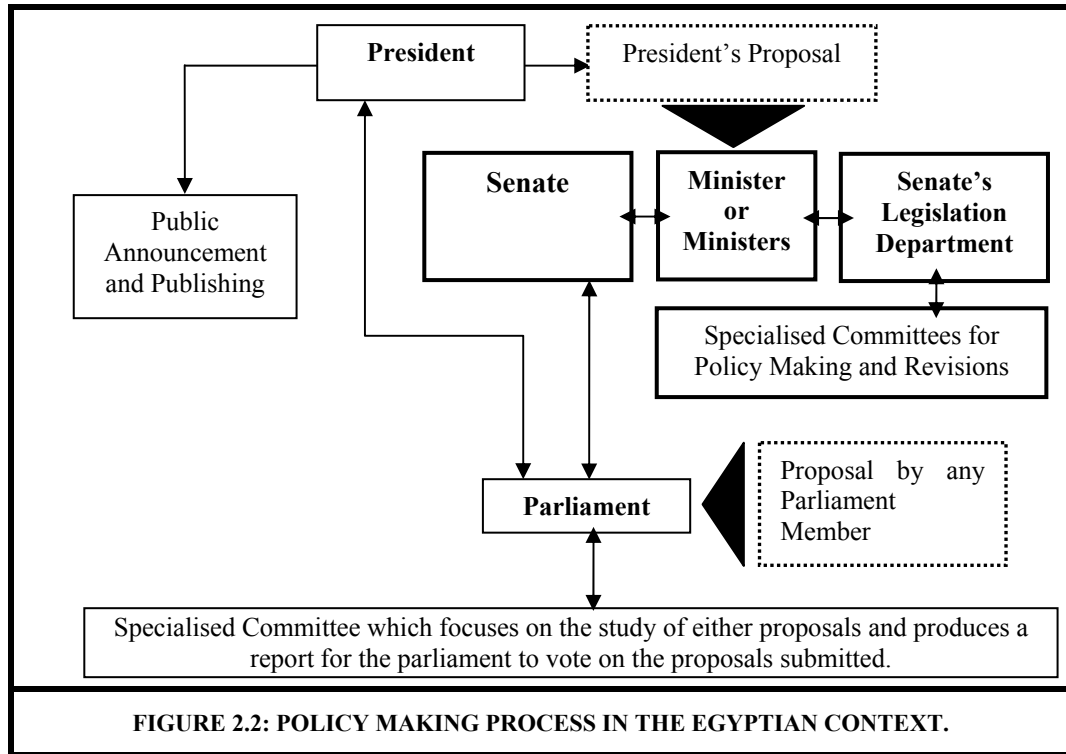 President
President’s Proposal
Public
Announcement
and Publishing
Senate
Minister
or
Ministers
Senate’s
Legislation
Department
Specialised Committees for
Policy Making and Revisions
Parliament
Proposal by any
Parliament
Member
Specialised Committee which focuses on the study of either proposals and produces a
report for the parliament to vote on the proposals submitted.
FIGURE 2.2: POLICY MAKING PROCESS IN THE EGYPTIAN CONTEXT.